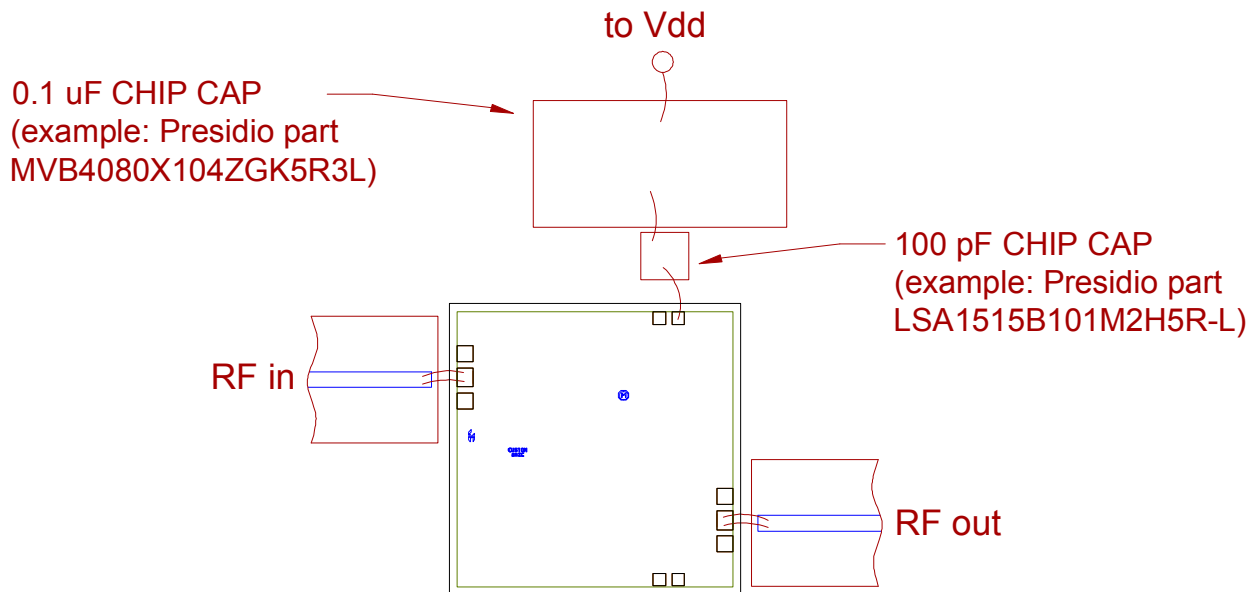 to Vdd
0.1 uF CHIP CAP
(example: Presidio part
MVB4080X104ZGK5R3L)
100 pF CHIP CAP
(example: Presidio part
LSA1515B101M2H5R-L)
RF in
RF out